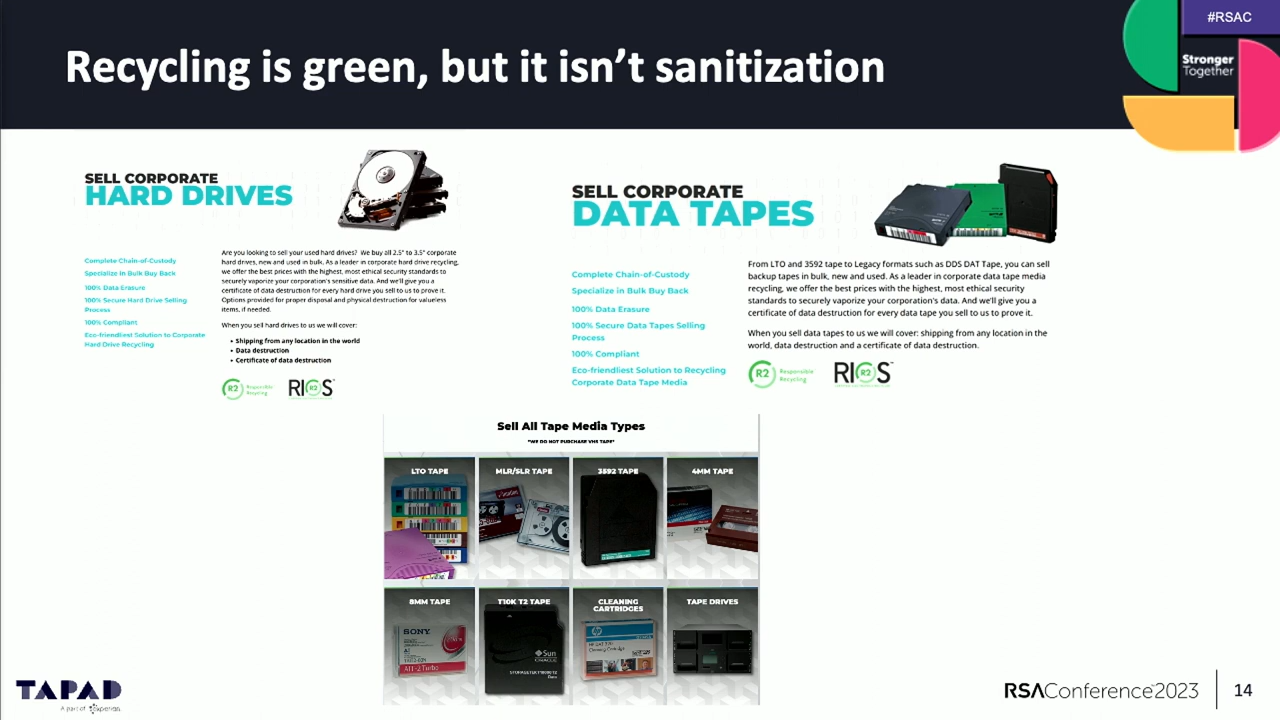 #RSAC
Recycling is green, but it isn't sanitization
Stronger
Together
SELL CORPORATE
HARD DRIVES
Complete Chain-of-Custody
Specialize in Bulk Buy Back
100% Data Erasure
100% Secure Hard Drive Selling
Process
100% Compliant
Eco-friendliest Solution to Corporate
Hard Drive Recycling
Are you looking to sell your used hard drives? We buy all 2.5" to 3.5" corporate
hard drives, new and used in bulk. As a leader in corporate hard drive recycling,
we offer the best prices with the highest, most ethical security standards to
securely vaporize your corporation's sensitive data. And we'll give you a
certificate of data destruction for every hard drive you sell to us to prove it.
Options provided for proper disposal and physical destruction for valueless
items, if needed.
When you sell hard drives to us we will cover:
• Shipping from any location in the world
• Data destruction
• Certificate of data destruction
R2 Responsible
Recycling
RIOS
R2
SELL CORPORATE
DATA TAPES
Complete Chain-of-Custody
Specialize in Bulk Buy Back
100% Data Erasure
100% Secure Data Tapes Selling
Process
100% Compliant
Eco-friendliest Solution to Recycling
Corporate Data Tape Media
From LTO and 3592 tape to Legacy formats such as DDS DAT Tape, you can sell
backup tapes in bulk, new and used. As a leader in corporate data tape media
recycling, we offer the best prices with the highest, most ethical security
standards to securely vaporize your corporation's data. And we'll give you a
certificate of data destruction for every data tape you sell to us to prove it.
When you sell data tapes to us we will cover: shipping from any location in the
world, data destruction and a certificate of data destruction.
R2 Responsible
Recycling
RIOS
R2
Sell All Tape Media Types
*WE DO NOT PURCHASE VHS TAPE*
LTO TAPE
MLR/SLR TAPE
3592 TAPE
4MM TAPE
8MM TAPE
T10K T2 TAPE
CLEANING
CARTRIDGES
TAPE DRIVES
SONY
AIT-2 Turbo
Sun
ORACLE
hp
Cleaning Cartridge
TAPAD
A part of Experian
RSAConference2023
14